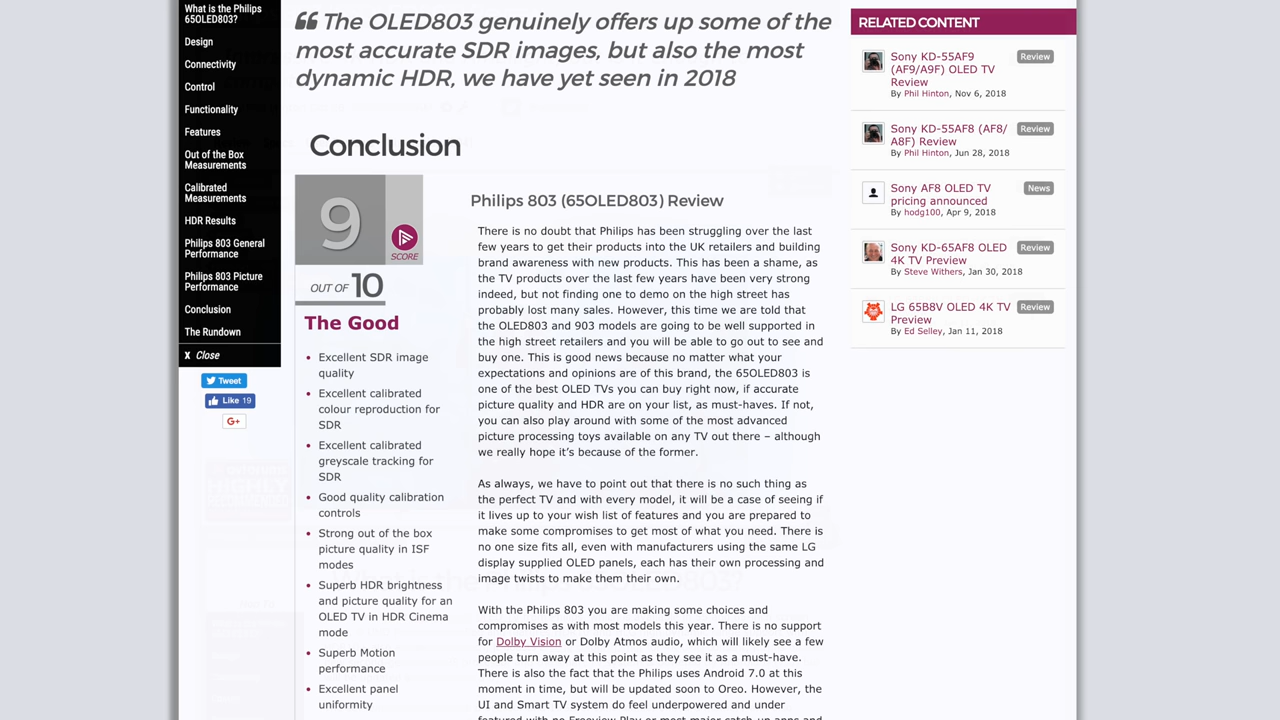 What is the Philips
65OLED803?
Design
Connectivity
Control
Functionality
Features
Out of the Box
Measurements
Calibrated
Measurements
HDR Results
Philips 803 General
Performance
Philips 803 Picture
Performance
Conclusion
The Rundown
x Close
Tweet
Like 19
G+
❝ The OLED803 genuinely offers up some of the
most accurate SDR images, but also the most
dynamic HDR, we have yet seen in 2018
Conclusion
9
SCORE
OUT OF 10
The Good
• Excellent SDR image
quality
• Excellent calibrated
colour reproduction for
SDR
• Excellent calibrated
greyscale tracking for
SDR
• Good quality calibration
controls
• Strong out of the box
picture quality in ISF
modes
• Superb HDR brightness
and picture quality for an
OLED TV in HDR Cinema
mode
• Superb Motion
performance
• Excellent panel
uniformity
Philips 803 (65OLED803) Review
There is no doubt that Philips has been struggling over the last
few years to get their products into the UK retailers and building
brand awareness with new products. This has been a shame, as
the TV products over the last few years have been very strong
indeed, but not finding one to demo on the high street has
probably lost many sales. However, this time we are told that
the OLED803 and 903 models are going to be well supported in
the high street retailers and you will be able to go out to see and
buy one. This is good news because no matter what your
expectations and opinions are of this brand, the 65OLED803 is
one of the best OLED TVs you can buy right now, if accurate
picture quality and HDR are on your list, as must-haves. If not,
you can also play around with some of the most advanced
picture processing toys available on any TV out there – although
we really hope it's because of the former.
As always, we have to point out that there is no such thing as
the perfect TV and with every model, it will be a case of seeing if
it lives up to your wish list of features and you are prepared to
make some compromises to get most of what you need. There is
no one size fits all, even with manufacturers using the same LG
display supplied OLED panels, each has their own processing and
image twists to make them their own.
With the Philips 803 you are making some choices and
compromises as with most models this year. There is no support
for Dolby Vision or Dolby Atmos audio, which will likely see a few
people turn away at this point as they see it as a must-have.
There is also the fact that the Philips uses Android 7.0 at this
moment in time, but will be updated soon to Oreo. However, the
UI and Smart TV system do feel underpowered and under
featured with no Freeview Play or most major catch-up apps and
RELATED CONTENT
Sony KD-55AF9
(AF9/A9F) OLED TV
Review
Review
By Phil Hinton, Nov 6, 2018
Sony KD-55AF8 (AF8/
A8F) Review
Review
By Phil Hinton, Jun 28, 2018
Sony AF8 OLED TV
pricing announced
News
By hodg100, Apr 9, 2018
Sony KD-65AF8 OLED
4K TV Preview
Review
By Steve Withers, Jan 30, 2018
LG 65B8V OLED 4K TV
Preview
Review
By Ed Selley, Jan 11, 2018